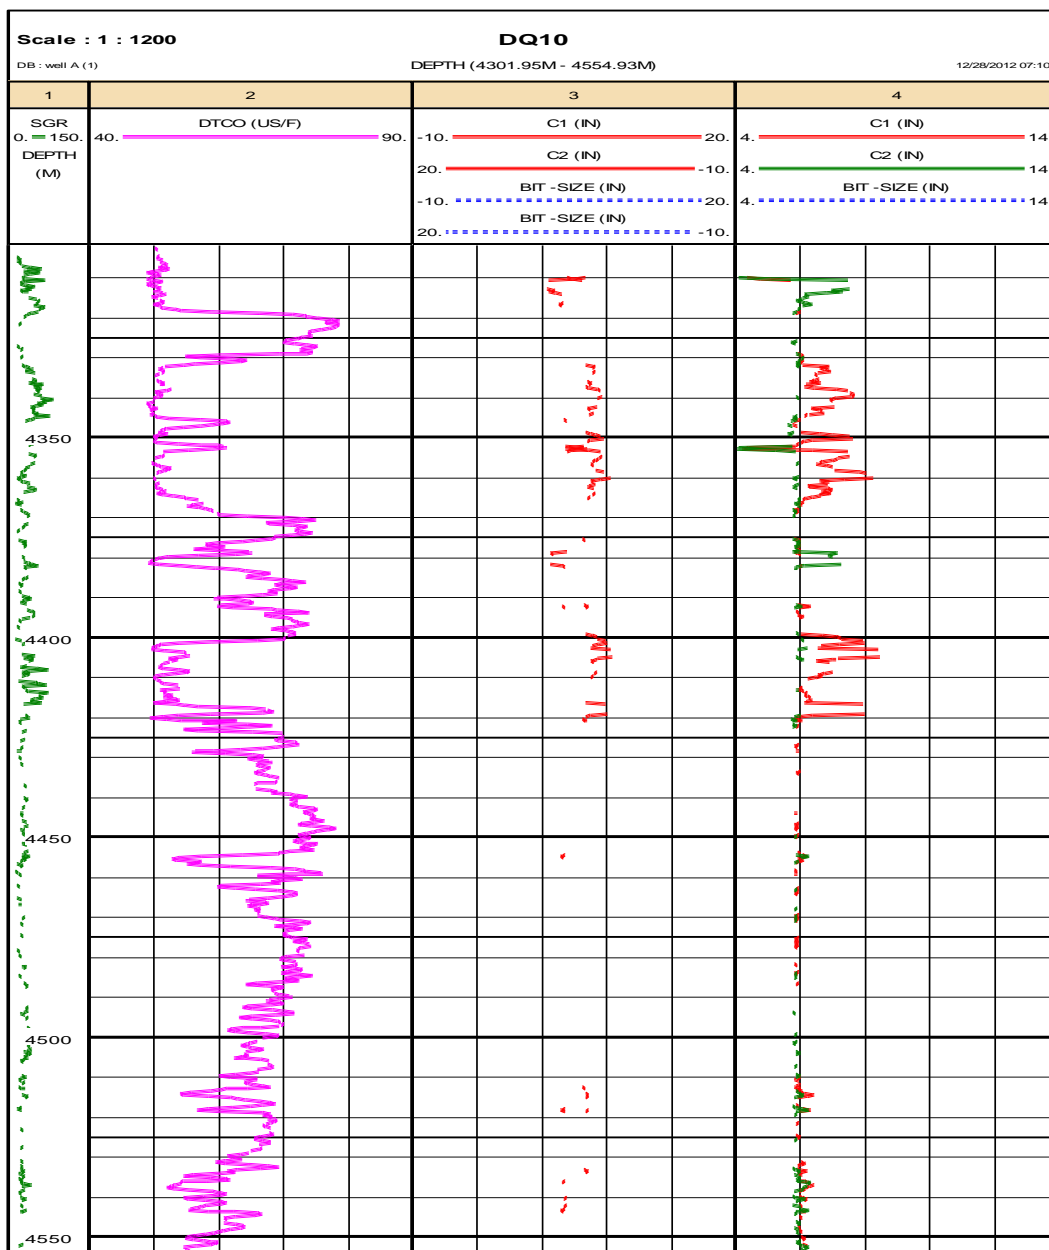 Scale : 1 : 1200
DQ10
DB : well A (1)
DEPTH (4301.95M - 4554.93M)
12/28/2012 07:10
1 2 3 4
SGR
0. 150.
DEPTH
(M)
DTCO (US/F)
40. 90.
C1 (IN)
-10. 20.
C2 (IN)
20. -10.
BIT -SIZE (IN)
-10. 20.
BIT -SIZE (IN)
20. -10.
C1 (IN)
4. 14
C2 (IN)
4. 14
BIT -SIZE (IN)
4. 14
4350
4400
4450
4500
4550